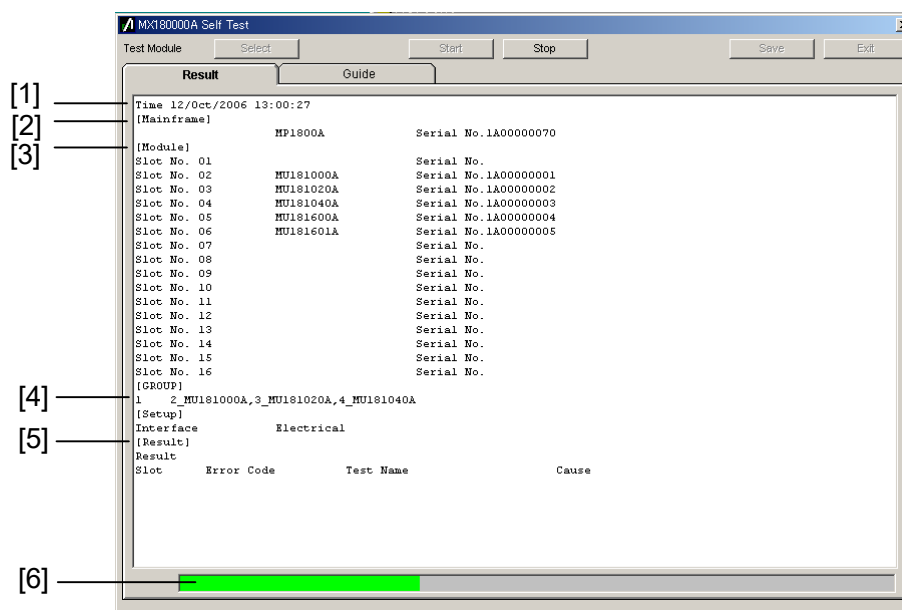 MX180000A Self Test
Test Module Select Start Stop Save Exit
Result Guide
[1] Time 12/Oct/2006 13:00:27
[2] [Mainframe]
MP1800A Serial No.1A00000070
[3] [Module]
Slot No. 01 Serial No.
Slot No. 02 MU181000A Serial No.1A00000001
Slot No. 03 MU181020A Serial No.1A00000002
Slot No. 04 MU181040A Serial No.1A00000003
Slot No. 05 MU181600A Serial No.1A00000004
Slot No. 06 MU181601A Serial No.1A00000005
Slot No. 07 Serial No.
Slot No. 08 Serial No.
Slot No. 09 Serial No.
Slot No. 10 Serial No.
Slot No. 11 Serial No.
Slot No. 12 Serial No.
Slot No. 13 Serial No.
Slot No. 14 Serial No.
Slot No. 15 Serial No.
Slot No. 16 Serial No.
[GROUP]
[4] 1 2_MU181000A,3_MU181020A,4_MU181040A
[Setup]
Interface Electrical
[5] [Result]
Result
Slot Error Code Test Name Cause
[6]